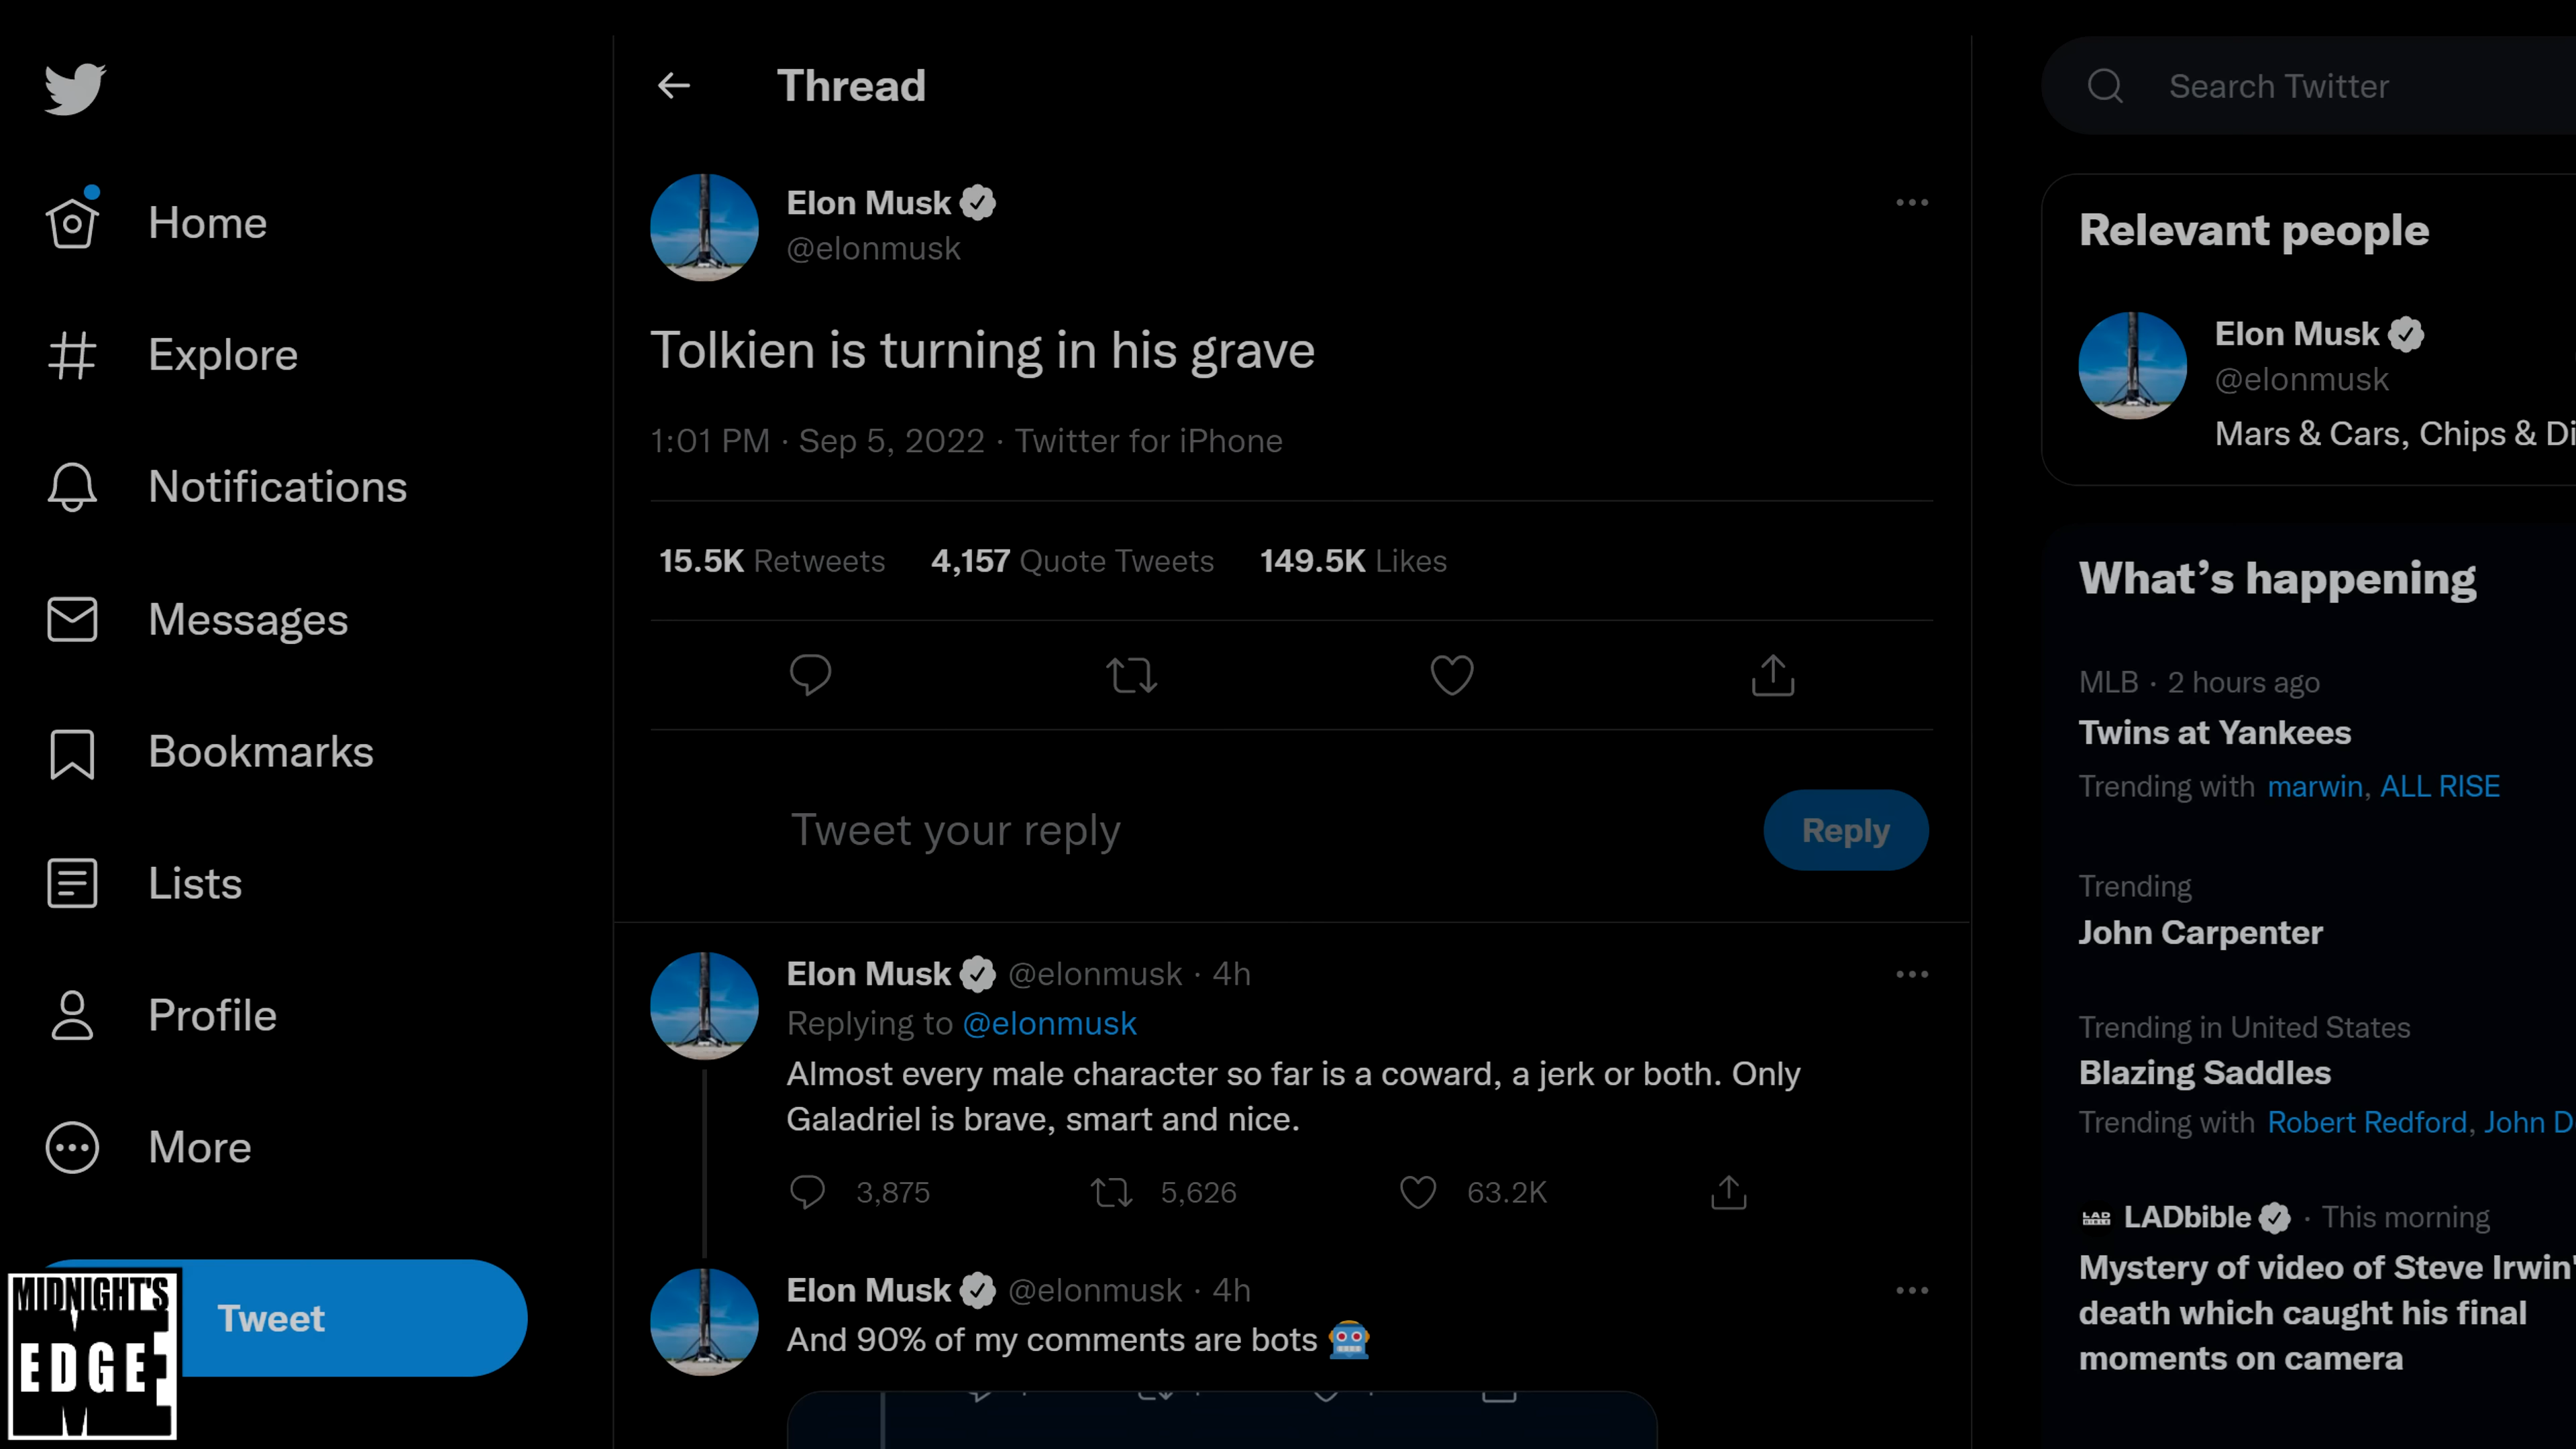 Home
Explore
Notifications
Messages
Bookmarks
Lists
Profile
More
Tweet
MIDNIGHT'S
EDGE
Thread
Elon Musk
@elonmusk
Tolkien is turning in his grave
1:01 PM · Sep 5, 2022 · Twitter for iPhone
15.5K Retweets 4,157 Quote Tweets 149.5K Likes
Tweet your reply
Reply
Elon Musk @elonmusk · 4h
Replying to @elonmusk
Almost every male character so far is a coward, a jerk or both. Only
Galadriel is brave, smart and nice.
3,875 5,626 63.2K
Elon Musk @elonmusk · 4h
And 90% of my comments are bots 🤖
Search Twitter
Relevant people
Elon Musk
@elonmusk
Mars & Cars, Chips & Di
What's happening
MLB · 2 hours ago
Twins at Yankees
Trending with marwin, ALL RISE
Trending
John Carpenter
Trending in United States
Blazing Saddles
Trending with Robert Redford, John D
LAD BIBLE LADbible · This morning
Mystery of video of Steve Irwin'
death which caught his final
moments on camera